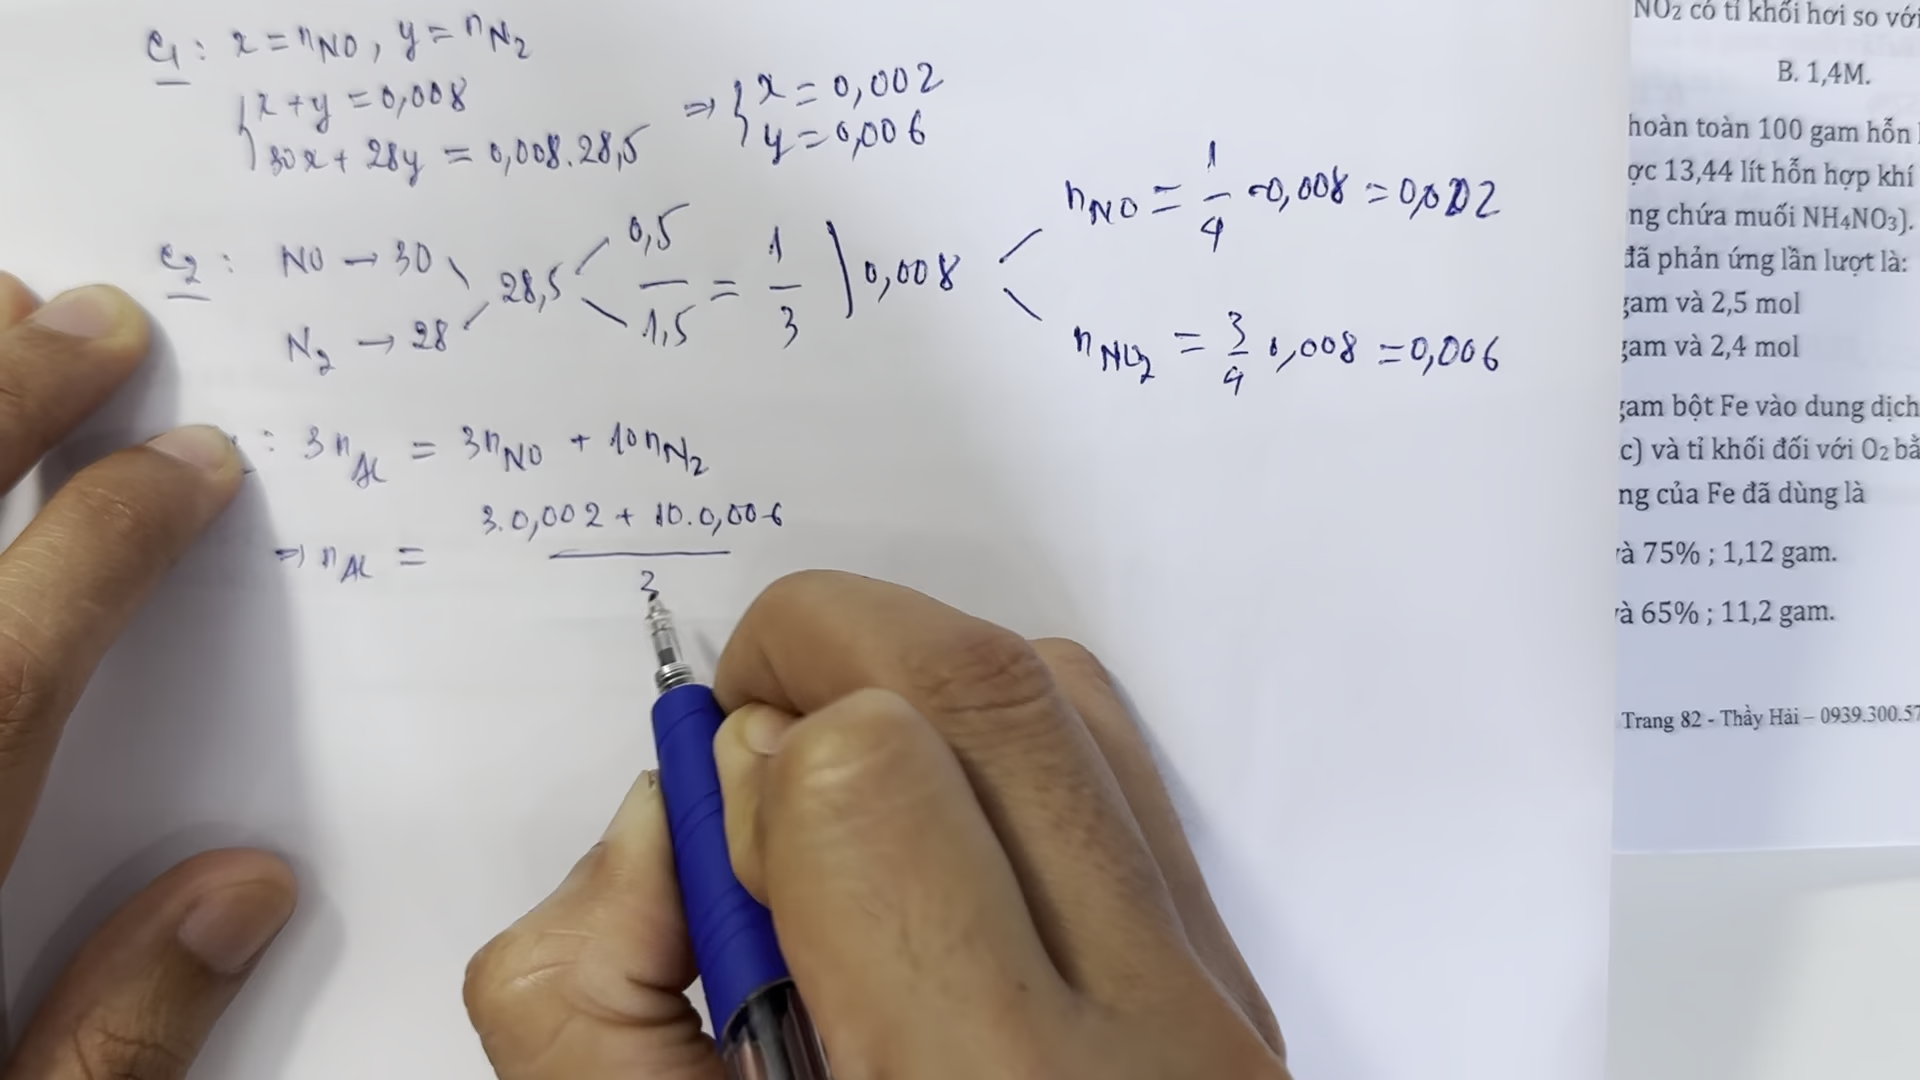 C1 : x = nNO , y = nN2
x + y = 0,008
30x + 28y = 0,008.28,5
=> x = 0,002
y = 0,006
C2 : NO → 30
N2 → 28
28,5
0,5
1,5
= 1/3
0,008
nNO = 1/4 . 0,008 = 0,002
nNO2 = 3/4 . 0,008 = 0,006
: 3nAl = 3nNO + 10nN2
=> nAl = 3.0,002 + 10.0,006
3
NO2 có tỉ khối hơi so với
B. 1,4M.
hoàn toàn 100 gam hỗn
ợc 13,44 lít hỗn hợp khí
ng chứa muối NH4NO3).
đã phản ứng lần lượt là:
gam và 2,5 mol
gam và 2,4 mol
gam bột Fe vào dung dịch
c) và tỉ khối đối với O2 bằ
ng của Fe đã dùng là
và 75% ; 1,12 gam.
và 65% ; 11,2 gam.
Trang 82 - Thầy Hải – 0939.300.57